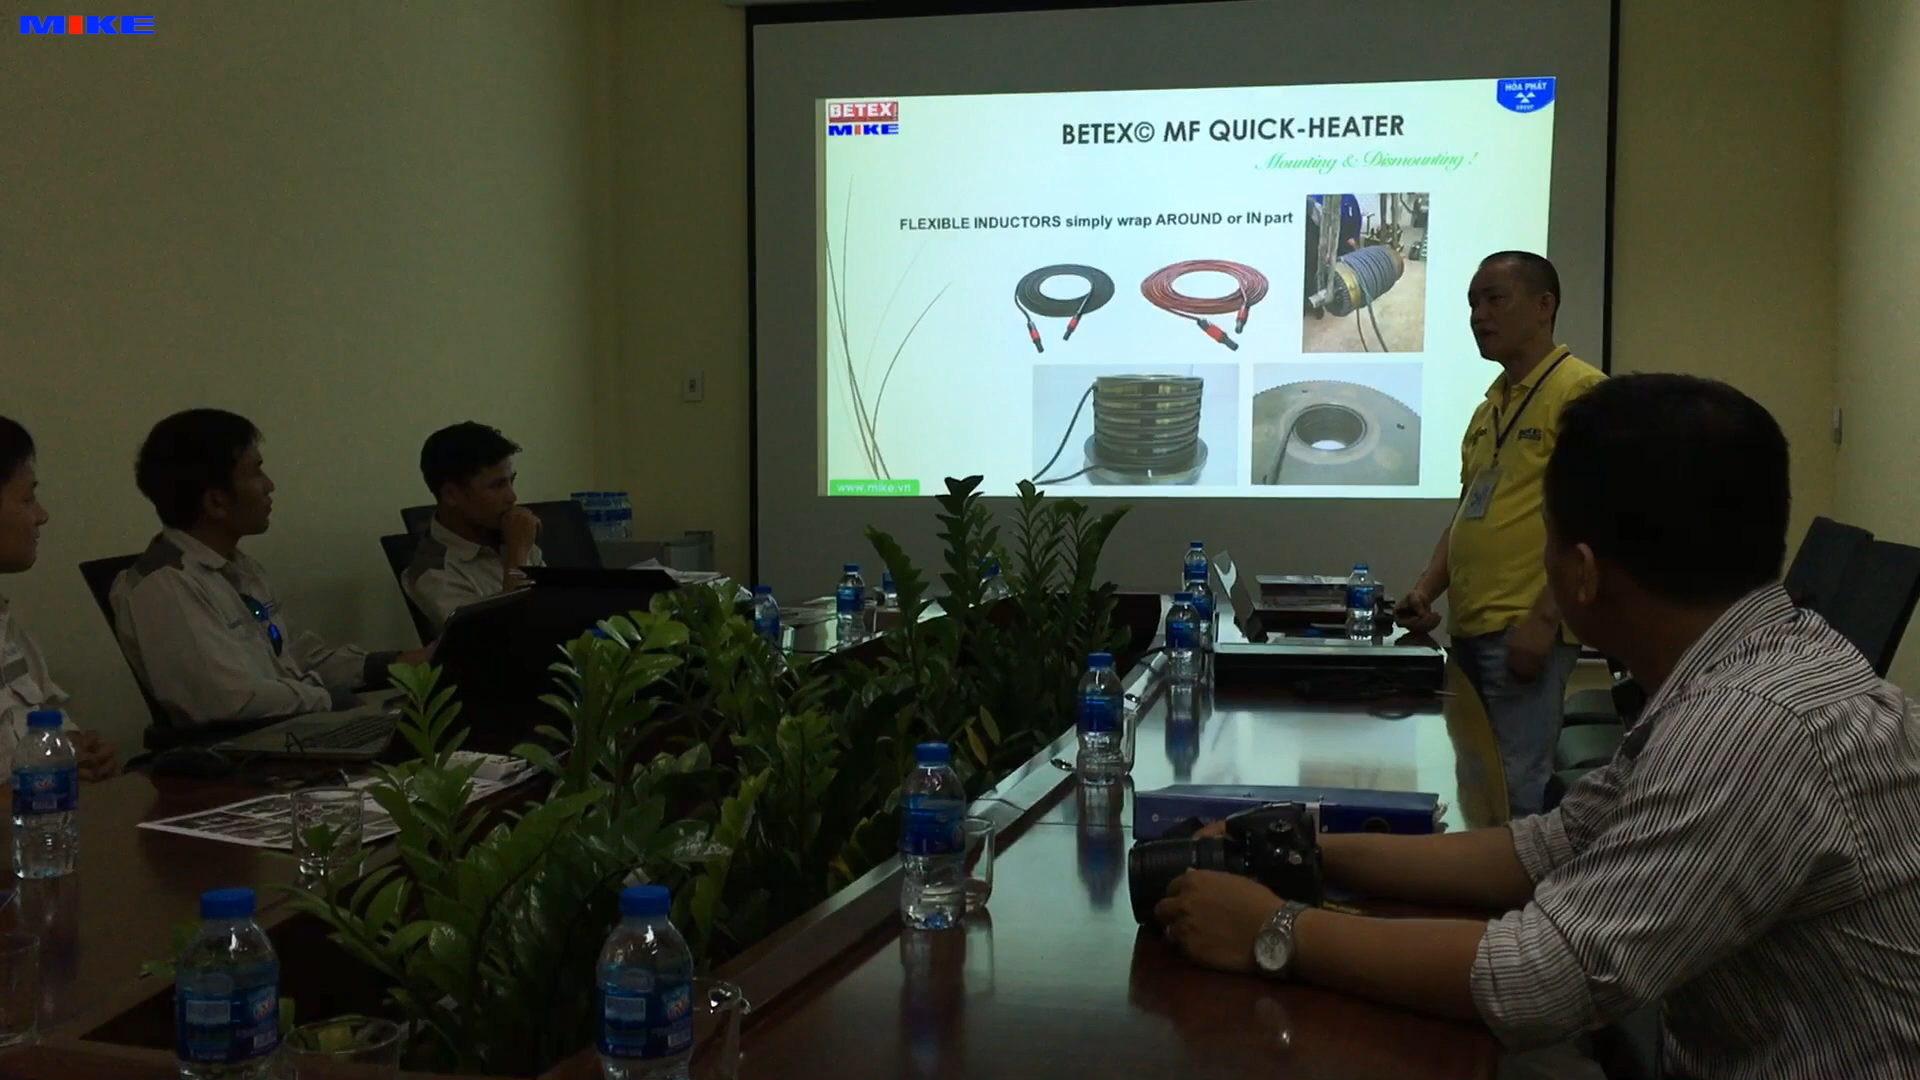 MIKE
BETEX
MIKE
HÒA PHÁT
GROUP
BETEX© MF QUICK-HEATER
Mounting & Dismounting !
FLEXIBLE INDUCTORS simply wrap AROUND or IN part
www.mike.vn